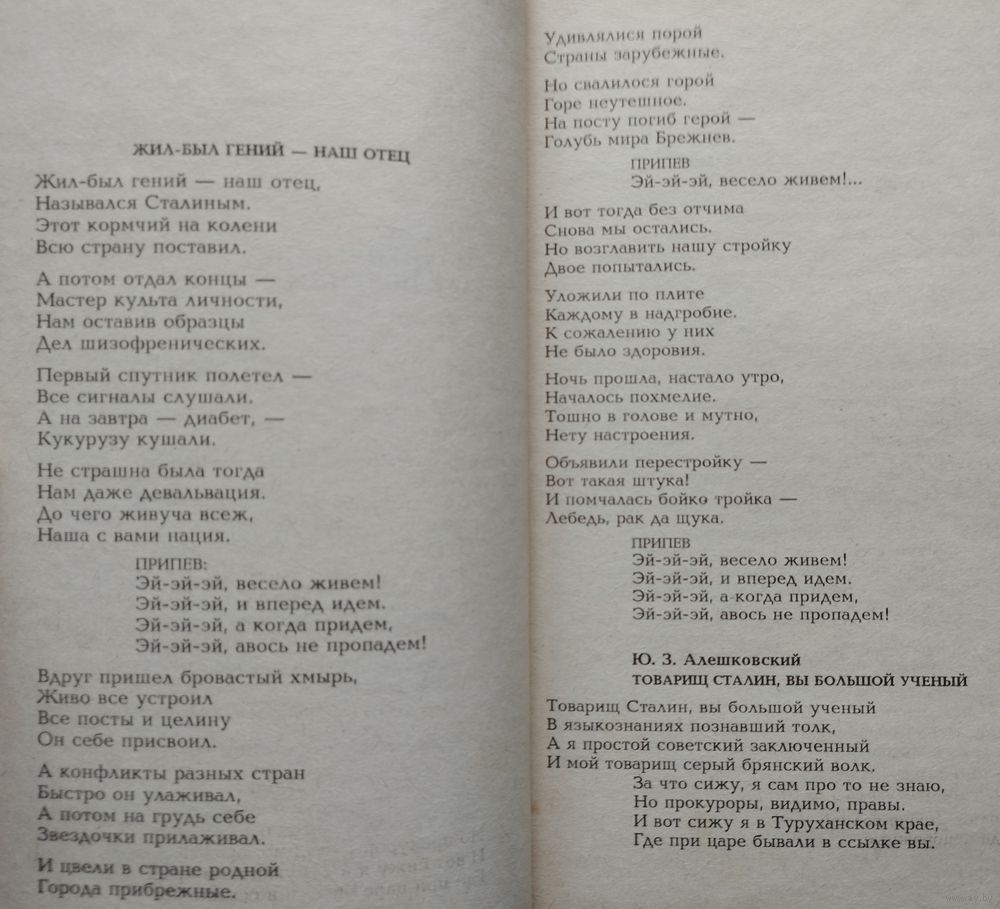 ЖИЛ-БЫЛ ГЕНИЙ — НАШ ОТЕЦ
Жил-был гений — наш отец,
Назывался Сталиным.
Этот кормчий на колени
Всю страну поставил.
А потом отдал концы —
Мастер культа личности,
Нам оставив образцы
Дел шизофренических.
Первый спутник полетел —
Все сигналы слушали.
А на завтра — диабет, —
Кукурузу кушали.
Не страшна была тогда
Нам даже девальвация.
До чего живуча всеж,
Наша с вами нация.
ПРИПЕВ:
Эй-эй-эй, весело живем!
Эй-эй-эй, и вперед идем.
Эй-эй-эй, а когда придем,
Эй-эй-эй, авось не пропадем!
Вдруг пришел бровастый хмырь,
Живо все устроил
Все посты и целину
Он себе присвоил.
А конфликты разных стран
Быстро он улаживал,
А потом на грудь себе
Звездочки прилаживал.
И цвели в стране родной
Города прибрежные.
Удивлялися порой
Страны зарубежные.
Но свалилося горой
Горе неутешное.
На посту погиб герой —
Голубь мира Брежнев.
ПРИПЕВ
Эй-эй-эй, весело живем!...
И вот тогда без отчима
Снова мы остались.
Но возглавить нашу стройку
Двое попытались.
Уложили по плите
Каждому в надгробие.
К сожалению у них
Не было здоровия.
Ночь прошла, настало утро,
Началось похмелие.
Тошно в голове и мутно,
Нету настроения.
Объявили перестройку —
Вот такая штука!
И помчалась бойко тройка —
Лебедь, рак да щука.
ПРИПЕВ
Эй-эй-эй, весело живем!
Эй-эй-эй, и вперед идем.
Эй-эй-эй, а когда придем,
Эй-эй-эй, авось не пропадем!
Ю. З. Алешковский
ТОВАРИЩ СТАЛИН, ВЫ БОЛЬШОЙ УЧЕНЫЙ
Товарищ Сталин, вы большой ученый
В языкознаниях познавший толк,
А я простой советский заключенный
И мой товарищ серый брянский волк.
За что сижу, я сам про то не знаю,
Но прокуроры, видимо, правы.
И вот сижу я в Туруханском крае,
Где при царе бывали в ссылке вы.